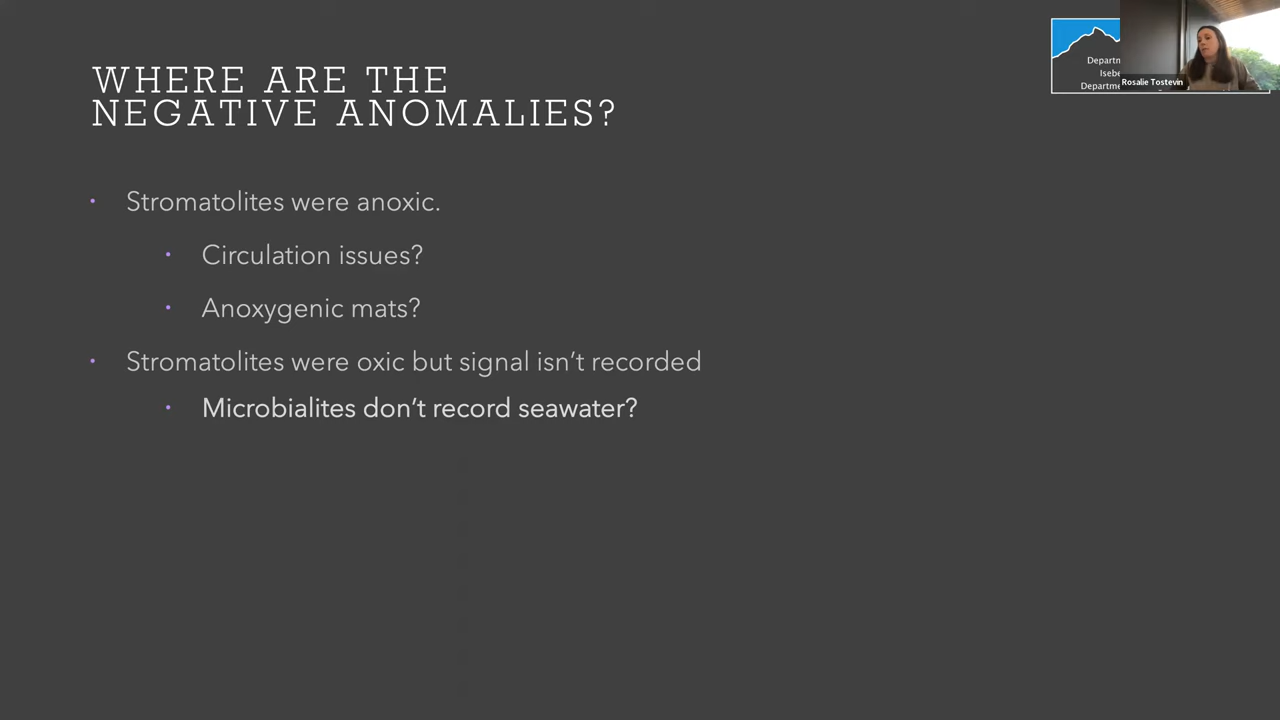 WHERE ARE THE
NEGATIVE ANOMALIES?
Departm
Isebe
Departme
Rosalie Tostevin
• Stromatolites were anoxic.
• Circulation issues?
• Anoxygenic mats?
• Stromatolites were oxic but signal isn't recorded
• Microbialites don't record seawater?